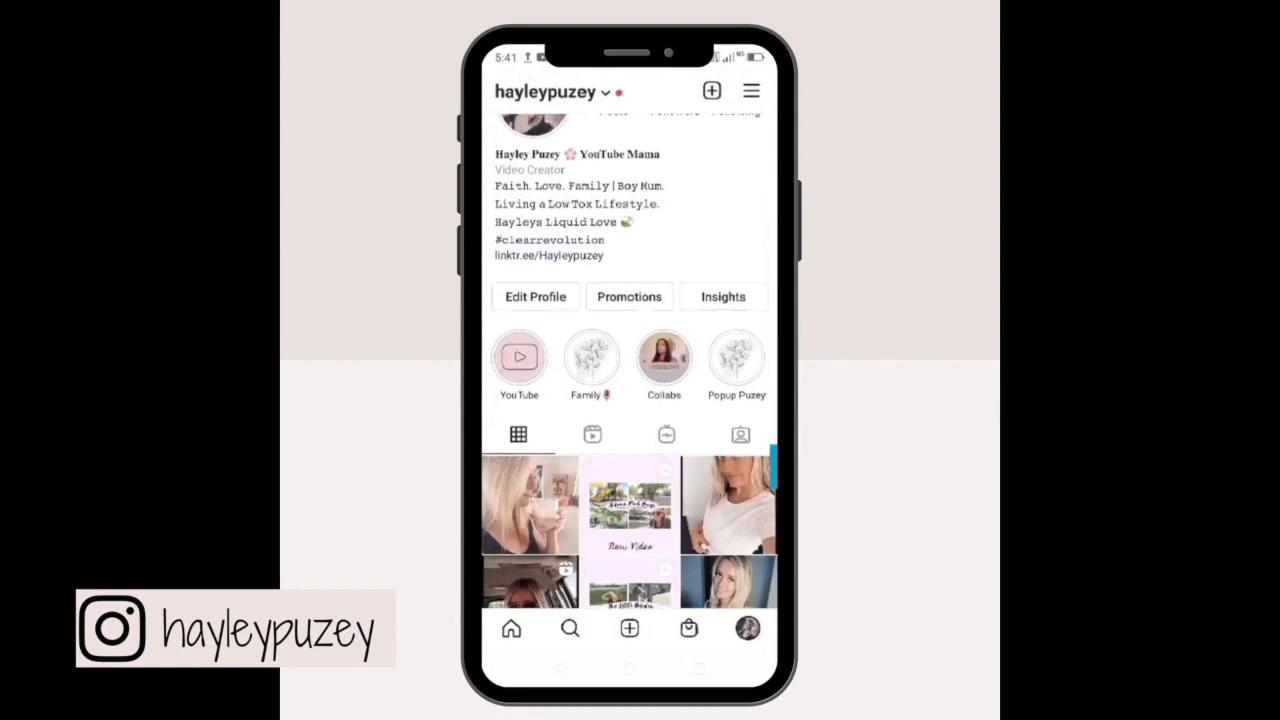 5:41
hayleypuzey
Hayley Puzey 🌸 YouTube Mama
Video Creator
Faith. Love. Family | Boy Mum.
Living a Low Tox Lifestyle.
Hayleys Liquid Love 🥥
#clearrevolution
linktr.ee/Hayleypuzey
Edit Profile Promotions Insights
YouTube Family🌷 Collabs Popup Puzey
New Video
hayleypuzey